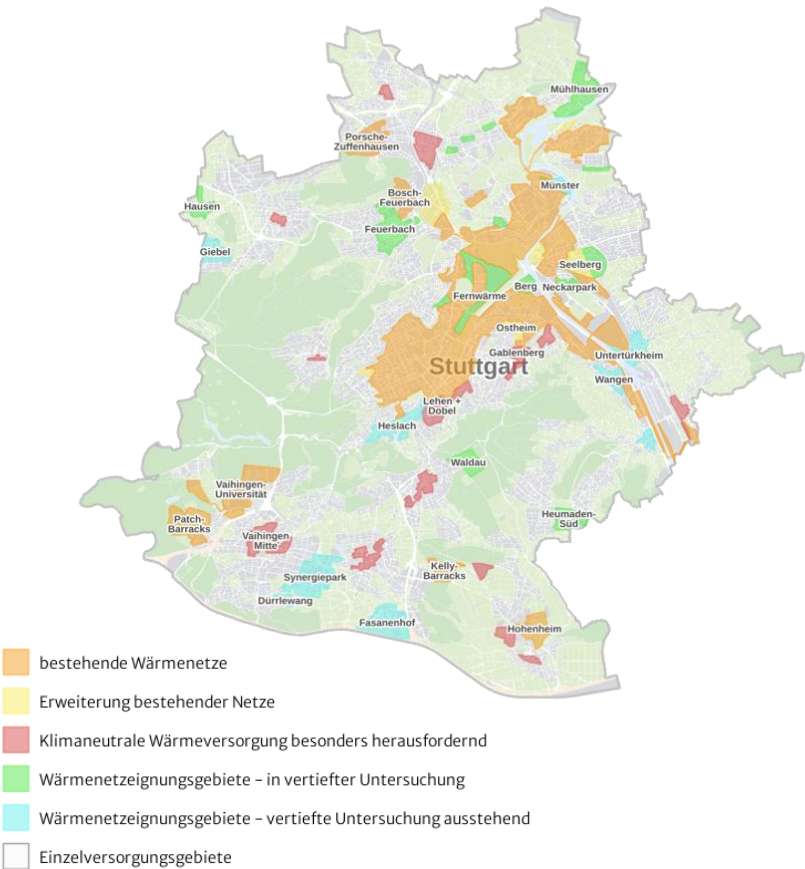 Mühlhausen
Porsche-
Zuffenhausen
Münster
Bosch-
Feuerbach
Hausen
Feuerbach
Giebel
Seelberg
Berg
Neckarpark
Fernwärme
Ostheim
Gablenberg
Untertürkheim
Stuttgart
Wangen
Lehen +
Dobel
Heslach
Waldau
Vaihingen-
Universität
Patch-
Barracks
Heumaden-
Süd
Vaihingen
Mitte
Synergiepark
Kelly-
Barracks
Dürrlewang
Fasanenhof
Hohenheim
bestehende Wärmenetze
Erweiterung bestehender Netze
Klimaneutrale Wärmeversorgung besonders herausfordernd
Wärmenetzeignungsgebiete – in vertiefter Untersuchung
Wärmenetzeignungsgebiete – vertiefte Untersuchung ausstehend
Einzelversorgungsgebiete